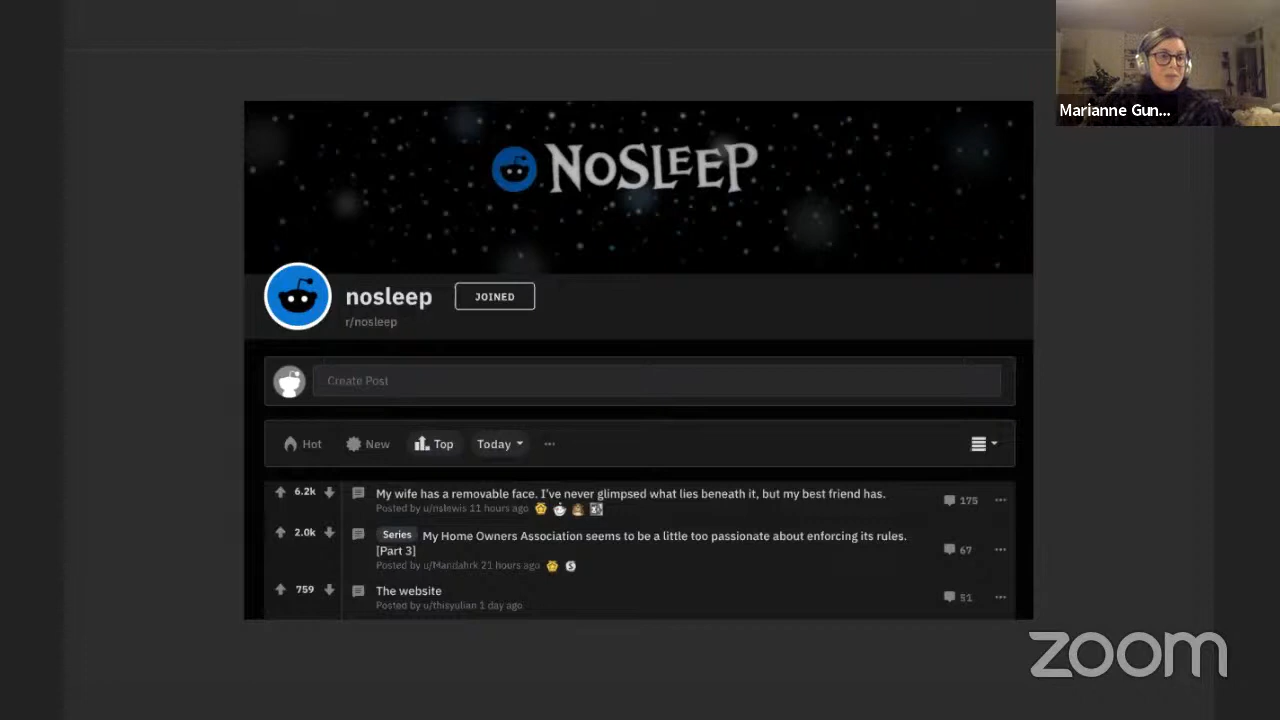 Marianne Gun...
NOSLEEP
nosleep
JOINED
r/nosleep
Create Post
Hot New Top Today ...
6.2k My wife has a removable face. I've never glimpsed what lies beneath it, but my best friend has. 175
Posted by u/nslewis 11 hours ago
2.0k Series My Home Owners Association seems to be a little too passionate about enforcing its rules.
[Part 3] 67
Posted by u/Mandahrk 21 hours ago
759 The website 51
Posted by u/thisyulian 1 day ago
zoom